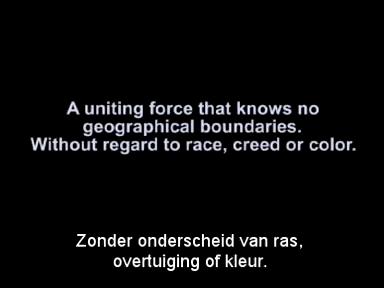 A uniting force that knows no
geographical boundaries.
Without regard to race, creed or color.
Zonder onderscheid van ras,
overtuiging of kleur.